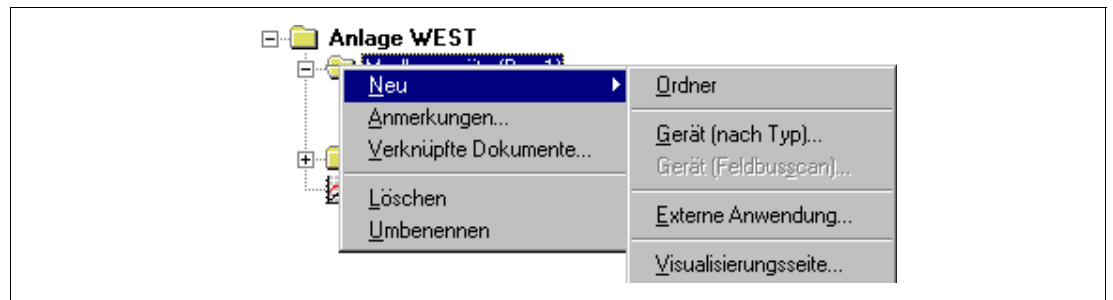 Anlage WEST
Neu
Anmerkungen...
Verknüpfte Dokumente...
Löschen
Umbenennen
Ordner
Gerät (nach Typ)...
Gerät (Feldbusscan)...
Externe Anwendung...
Visualisierungsseite...